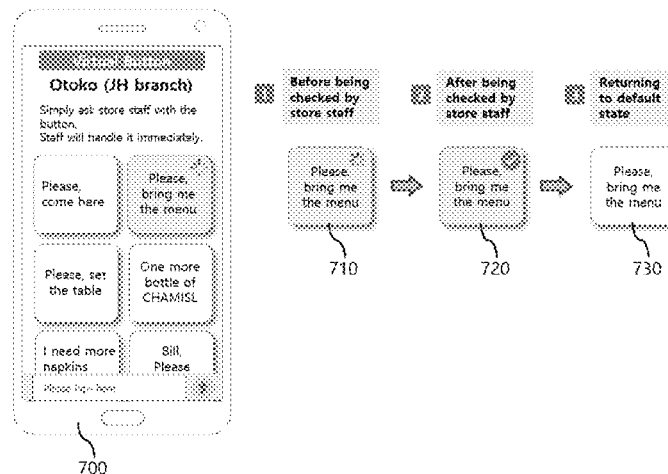 Otoko (JH branch)
Simply ask store staff with the
button.
Staff will handle it immediately.
Please,
come here
Please,
bring me
the menu
Please, set
the table
One more
bottle of
CHAMISL
I need more
napkins
Bill,
Please
Please
here
700
Before being
checked by
store staff
After being
checked by
store staff
Returning
to default
state
Please,
bring me
the menu
Please,
bring me
the menu
Please,
bring me
the menu
710
720
730